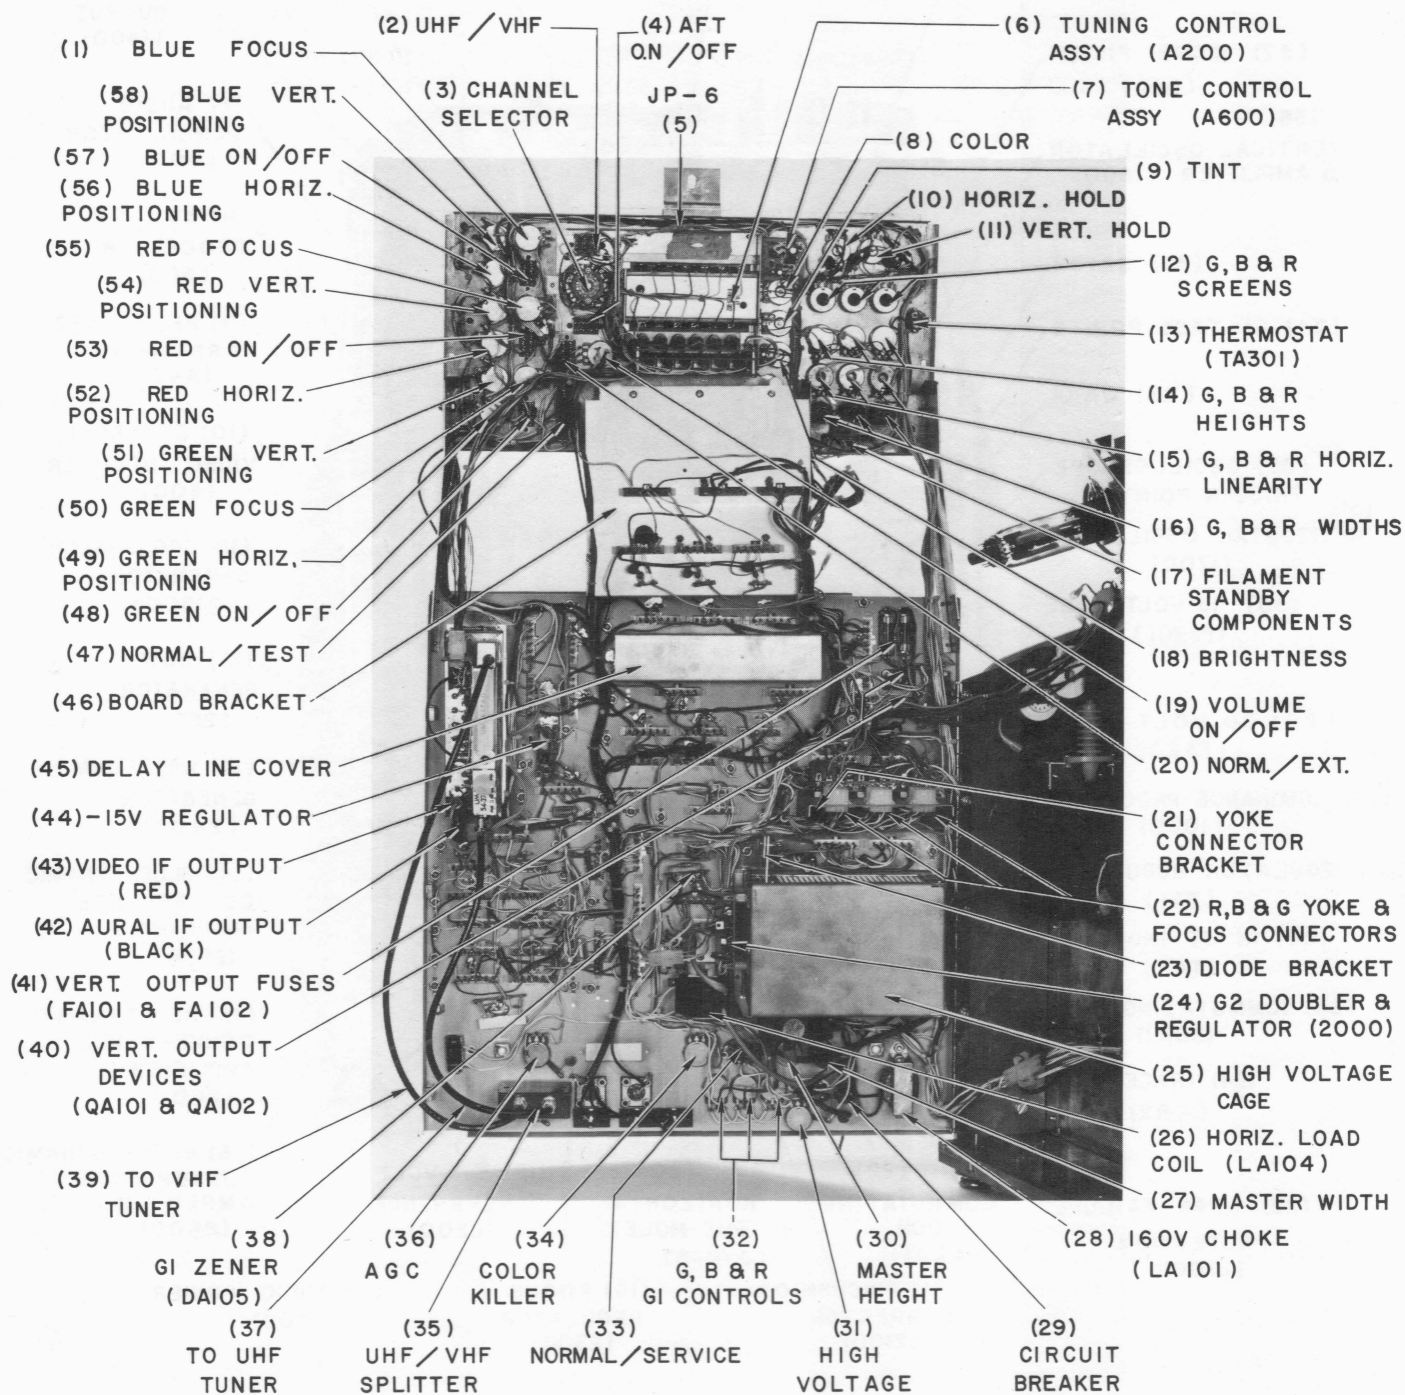 (1) BLUE FOCUS
(2) UHF/VHF
(3) CHANNEL
SELECTOR
(4) AFT
ON/OFF
JP-6
(5)
(6) TUNING CONTROL
ASSY (A200)
(7) TONE CONTROL
ASSY (A600)
(8) COLOR
(9) TINT
(10) HORIZ. HOLD
(11) VERT. HOLD
(12) G, B & R
SCREENS
(13) THERMOSTAT
(TA301)
(14) G, B & R
HEIGHTS
(15) G, B & R HORIZ.
LINEARITY
(16) G, B & R WIDTHS
(17) FILAMENT
STANDBY
COMPONENTS
(18) BRIGHTNESS
(19) VOLUME
ON/OFF
(20) NORM./EXT.
(21) YOKE
CONNECTOR
BRACKET
(22) R,B & G YOKE &
FOCUS CONNECTORS
(23) DIODE BRACKET
(24) G2 DOUBLER &
REGULATOR (2000)
(25) HIGH VOLTAGE
CAGE
(26) HORIZ. LOAD
COIL (LA104)
(27) MASTER WIDTH
(28) 160V CHOKE
(LA101)
(29)
CIRCUIT
BREAKER
(30)
MASTER
HEIGHT
(31)
HIGH
VOLTAGE
(32)
G, B & R
G1 CONTROLS
(33)
NORMAL/SERVICE
(34)
COLOR
KILLER
(35)
UHF/VHF
SPLITTER
(36)
AGC
(37)
TO UHF
TUNER
(38)
G1 ZENER
(DA105)
(39) TO VHF
TUNER
(40) VERT. OUTPUT
DEVICES
(QA101 & QA102)
(41) VERT. OUTPUT FUSES
(FA101 & FA102)
(42) AURAL IF OUTPUT
(BLACK)
(43) VIDEO IF OUTPUT
(RED)
(44) -15V REGULATOR
(45) DELAY LINE COVER
(46) BOARD BRACKET
(47) NORMAL/TEST
(48) GREEN ON/OFF
(49) GREEN HORIZ.
POSITIONING
(50) GREEN FOCUS
(51) GREEN VERT.
POSITIONING
(52) RED HORIZ.
POSITIONING
(53) RED ON/OFF
(54) RED VERT.
POSITIONING
(55) RED FOCUS
(56) BLUE HORIZ.
POSITIONING
(57) BLUE ON/OFF
(58) BLUE VERT.
POSITIONING